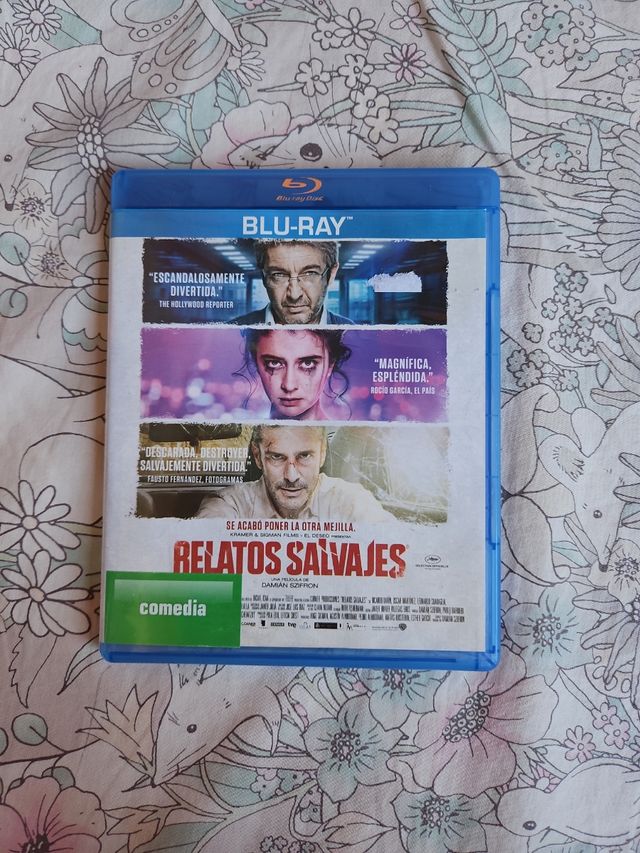 Blu-ray Disc
BLU-RAY™
“ESCANDALOSAMENTE
DIVERTIDA.”
THE HOLLYWOOD REPORTER
“MAGNÍFICA,
ESPLÉNDIDA.”
ROCÍO GARCÍA, EL PAÍS
“DESCARADA, DESTROYER,
SALVAJEMENTE DIVERTIDA.”
FAUSTO FERNÁNDEZ, FOTOGRAMAS
SE ACABÓ PONER LA OTRA MEJILLA.
KRAMER & SIGMAN FILMS - EL DESEO PRESENTAN
RELATOS SALVAJES
UNA PELÍCULA DE
DAMIÁN SZIFRON
comedia